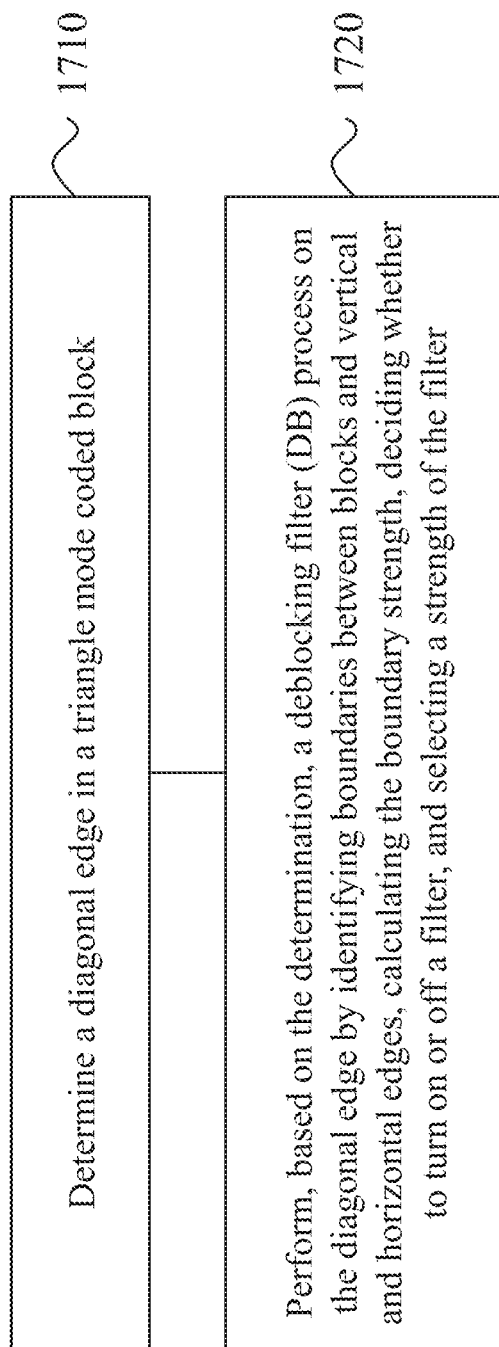 Determine a diagonal edge in a triangle mode coded block
1710
Perform, based on the determination, a deblocking filter (DB) process on
the diagonal edge by identifying boundaries between blocks and vertical
and horizontal edges, calculating the boundary strength, deciding whether
to turn on or off a filter, and selecting a strength of the filter
1720